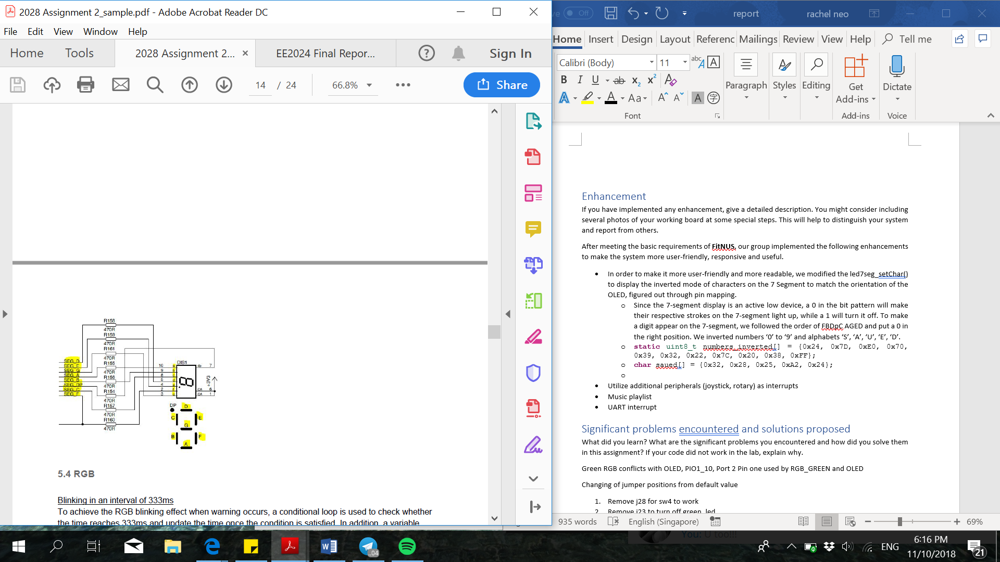 2028 Assignment 2_sample.pdf - Adobe Acrobat Reader DC
File Edit View Window Help
Home Tools 2028 Assignment 2... × EE2024 Final Repor... Sign In
14 / 24 66.8% Share
R158
470R
R159
470R
R161
470R
R155
470R
R156
470R
R154
470R
R157
470R
R160
470R
SEG_D
SEG_E
SEG_G
SEG_A
SEG_B
SEG_DP
SEG_C
SEG_F
DIS1
10 a dp 7
9 b
8 c
5 d
4 e
2 f CA 6
3 g CA 1
+3V3
DP D
C E
G
B F
A
5.4 RGB
Blinking in an interval of 333ms
To achieve the RGB blinking effect when warning occurs, a conditional loop is used to check whether
the time reaches 333ms and update the time once the condition is satisfied. In addition, a variable
Off report rachel neo
Home Insert Design Layout Referenc Mailings Review View Help Tell me
Calibri (Body) 11 abc A A
B I U ab x2 x2 A
A A Aa A A A 字
Font
Paragraph
Styles
Editing
Get
Add-ins
Add-ins
Dictate
Voice
Enhancement
If you have implemented any enhancement, give a detailed description. You might consider including
several photos of your working board at some special steps. This will help to distinguish your system
and report from others.
After meeting the basic requirements of FitNUS, our group implemented the following enhancements
to make the system more user-friendly, responsive and useful.
• In order to make it more user-friendly and more readable, we modified the led7seg_setChar()
to display the inverted mode of characters on the 7 Segment to match the orientation of the
OLED, figured out through pin mapping.
o Since the 7-segment display is an active low device, a 0 in the bit pattern will make
their respective strokes on the 7-segment light up, while a 1 will turn it off. To make
a digit appear on the 7-segment, we followed the order of FBDpC AGED and put a 0 in
the right position. We inverted numbers ‘0’ to ‘9’ and alphabets ‘S’, ‘A’, ‘U’, ‘E’, ‘D’.
o static uint8_t numbers_inverted[] = {0x24, 0x7D, 0xE0, 0x70,
0x39, 0x32, 0x22, 0x7C, 0x20, 0x38, 0xFF};
o char saued[] = {0x32, 0x28, 0x25, 0xA2, 0x24};
o
• Utilize additional peripherals (joystick, rotary) as interrupts
• Music playlist
• UART interrupt
Significant problems encountered and solutions proposed
What did you learn? What are the significant problems you encountered and how did you solve them
in this assignment? If your code did not work in the lab, explain why.
Green RGB conflicts with OLED, PIO1_10, Port 2 Pin one used by RGB_GREEN and OLED
Changing of jumper positions from default value
1. Remove j28 for sw4 to work
2. Remove j23 to turn off green led
935 words English (Singapore) 69%
You: U too!!!
..04
ENG
6:16 PM
11/10/2018
21